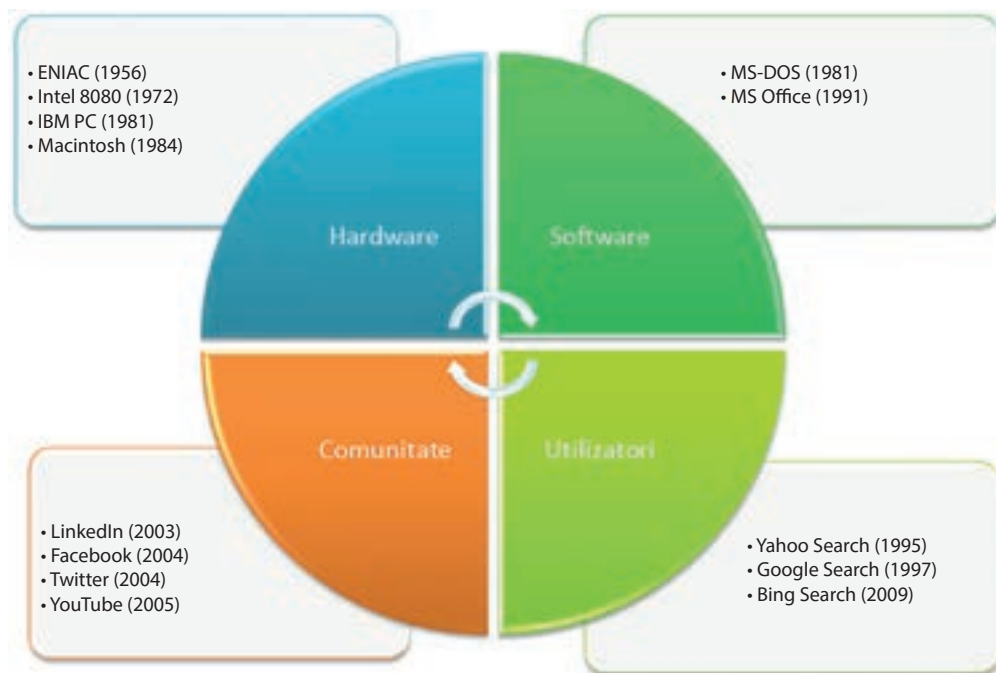 • ENIAC (1956)
• Intel 8080 (1972)
• IBM PC (1981)
• Macintosh (1984)
• MS-DOS (1981)
• MS Office (1991)
Hardware
Software
Comunitate
Utilizatori
• LinkedIn (2003)
• Facebook (2004)
• Twitter (2004)
• YouTube (2005)
• Yahoo Search (1995)
• Google Search (1997)
• Bing Search (2009)